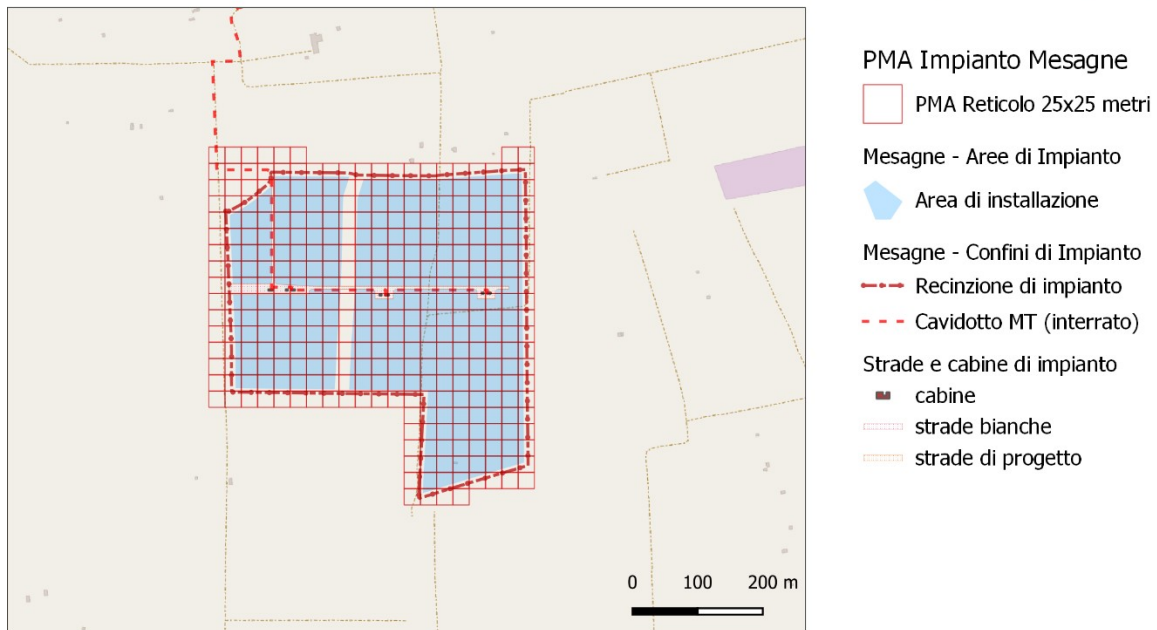 PMA Impianto Mesagne
PMA Reticolo 25x25 metri
Mesagne - Aree di Impianto
Area di installazione
Mesagne - Confini di Impianto
Recinzione di impianto
Cavidotto MT (interrato)
Strade e cabine di impianto
cabine
strade bianche
strade di progetto
0 100 200 m